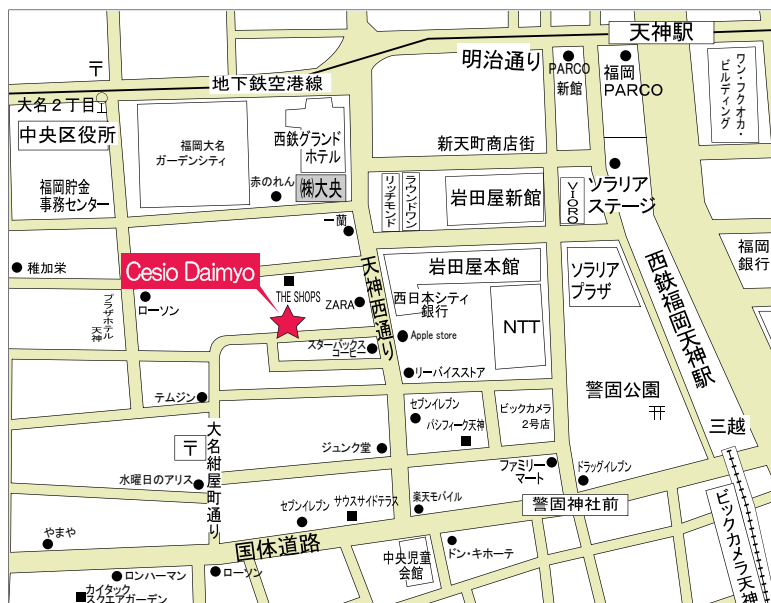 天神駅
明治通り
PARCO
新館
福岡
PARCO
ワン・フクオカ・
ビルディング
〒
地下鉄空港線
大名2丁目
中央区役所
福岡大名
ガーデンシティ
西鉄グランド
ホテル
新天町商店街
赤のれん
㈱大央
福岡貯金
事務センター
リッチモンド
ラウンドワン
岩田屋新館
VIORO
ソラリア
ステージ
一蘭
稚加栄
Cesio Daimyo
天神西通り
岩田屋本館
ソラリア
プラザ
西鉄福岡天神駅
福岡
銀行
プラザホテル
天神
ローソン
THE SHOPS
ZARA
西日本シティ
銀行
NTT
Apple store
スターバックス
コーヒー
リーバイスストア
警固公園
テムジン
大名紺屋町通り
セブンイレブン
パシフィーク天神
ビックカメラ
2号店
三越
〒
ジュンク堂
水曜日のアリス
ファミリー
マート
ドラッグイレブン
セブンイレブン
サウスサイドテラス
楽天モバイル
警固神社前
ビックカメラ天神
やまや
国体道路
中央児童
会館
ドン・キホーテ
ロンハーマン
ローソン
カイタック
スクエアガーデン